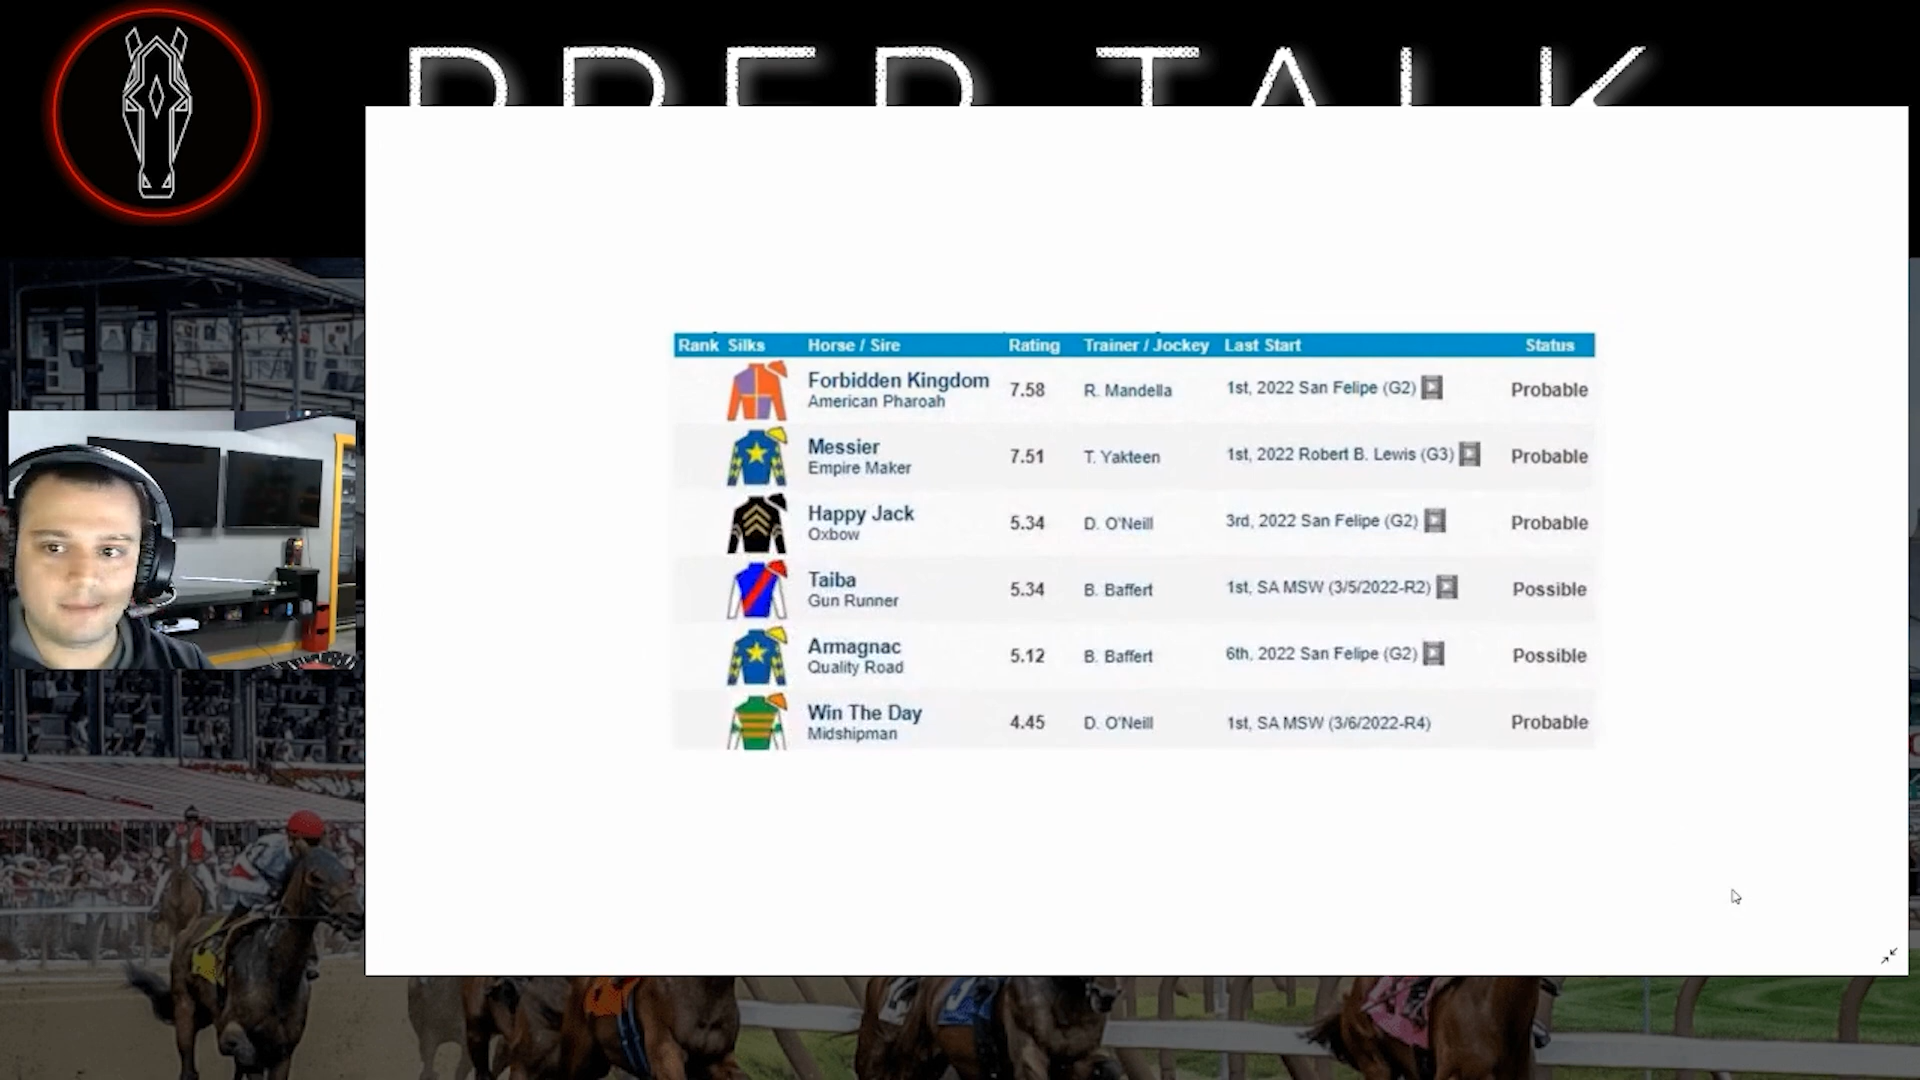 PREP TALK
Rank Silks Horse / Sire Rating Trainer / Jockey Last Start Status
Forbidden Kingdom
American Pharoah
7.58 R. Mandella 1st, 2022 San Felipe (G2) Probable
Messier
Empire Maker
7.51 T. Yakteen 1st, 2022 Robert B. Lewis (G3) Probable
Happy Jack
Oxbow
5.34 D. O'Neill 3rd, 2022 San Felipe (G2) Probable
Taiba
Gun Runner
5.34 B. Baffert 1st, SA MSW (3/5/2022-R2) Possible
Armagnac
Quality Road
5.12 B. Baffert 6th, 2022 San Felipe (G2) Possible
Win The Day
Midshipman
4.45 D. O'Neill 1st, SA MSW (3/6/2022-R4) Probable